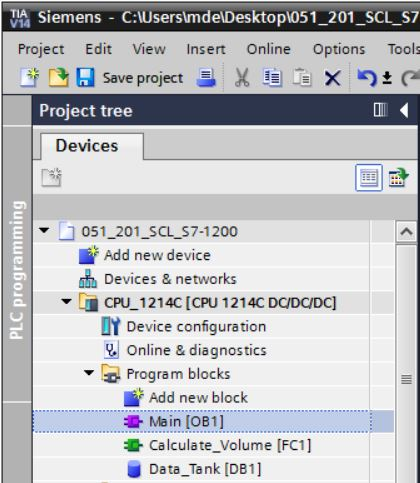 TIA V14 Siemens - C:\Users\mde\Desktop\051_201_SCL_S7
Project Edit View Insert Online Options Tools
Save project
Project tree
Devices
PLC programming
051_201_SCL_S7-1200
Add new device
Devices & networks
CPU_1214C [CPU 1214C DC/DC/DC]
Device configuration
Online & diagnostics
Program blocks
Add new block
Main [OB1]
Calculate_Volume [FC1]
Data_Tank [DB1]